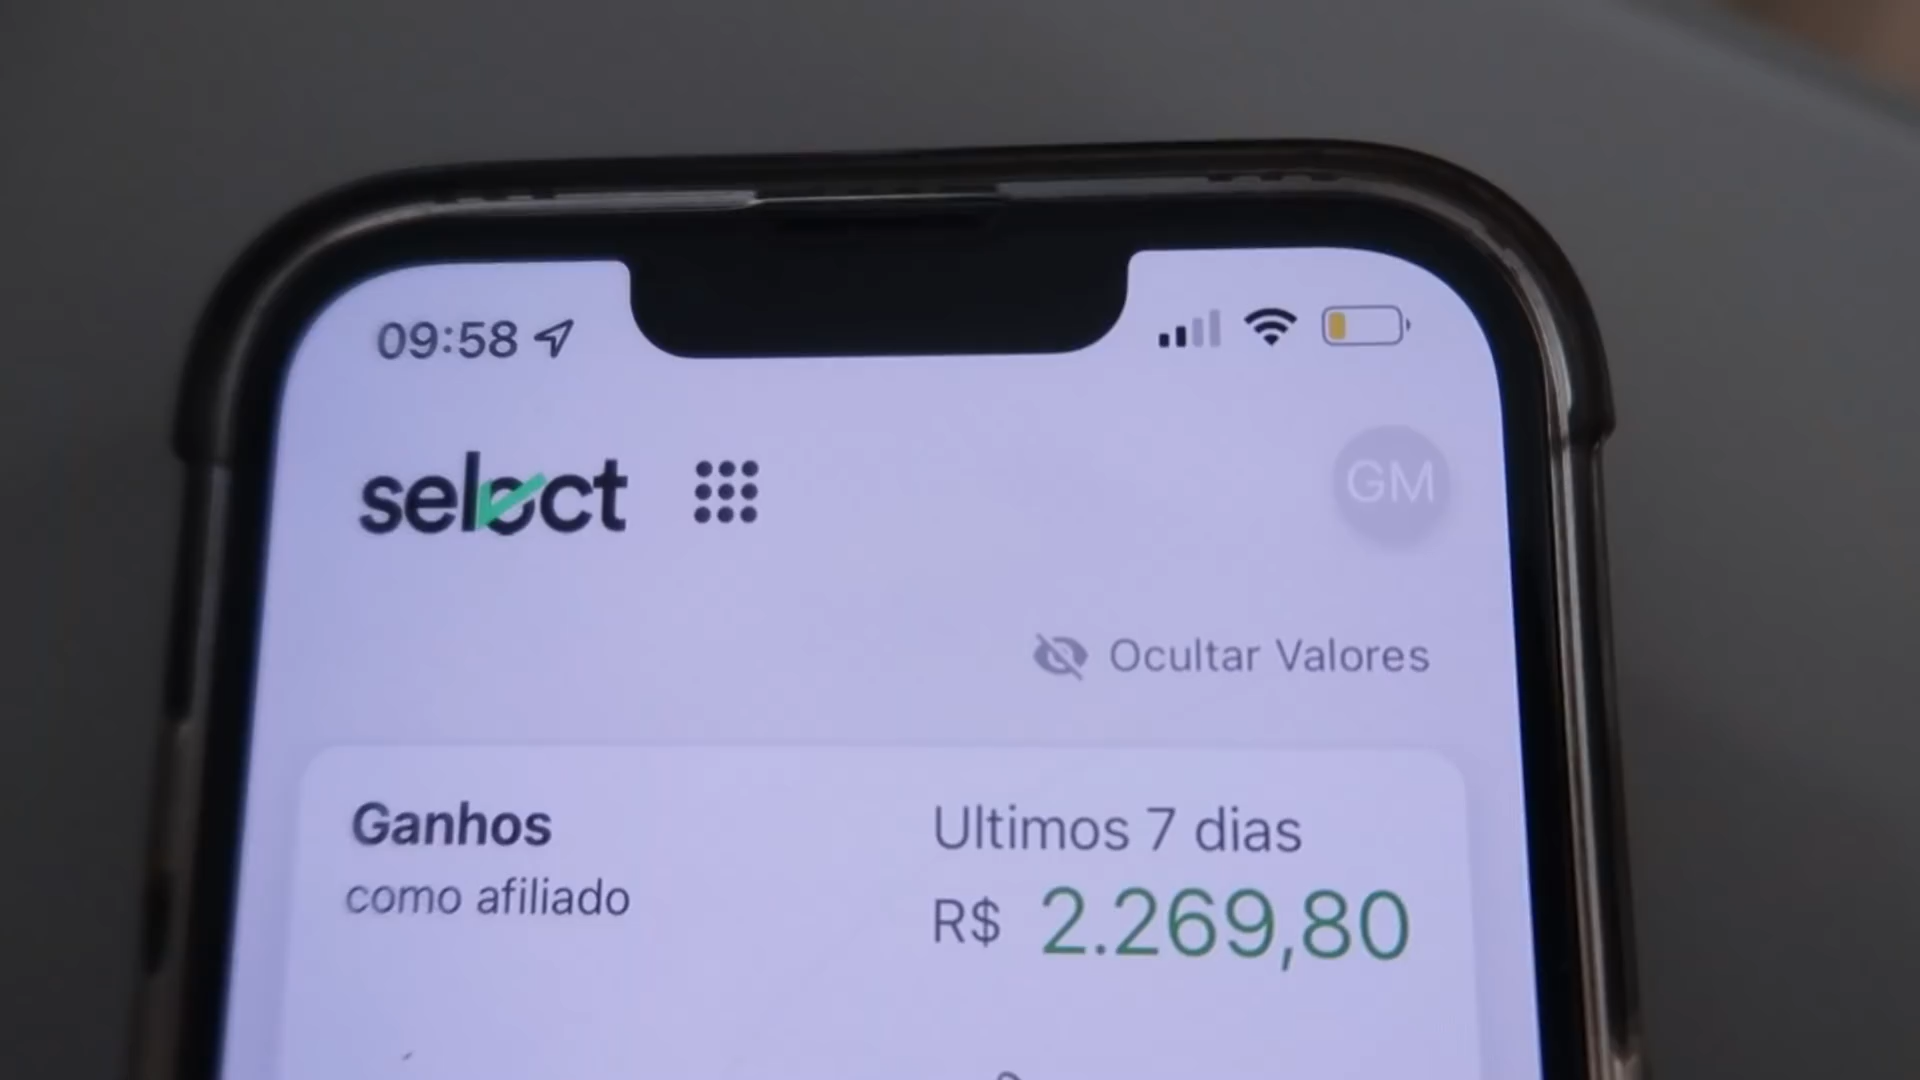 09:58
select
GM
Ocultar Valores
Ganhos
como afiliado
Ultimos 7 dias
R$ 2.269,80